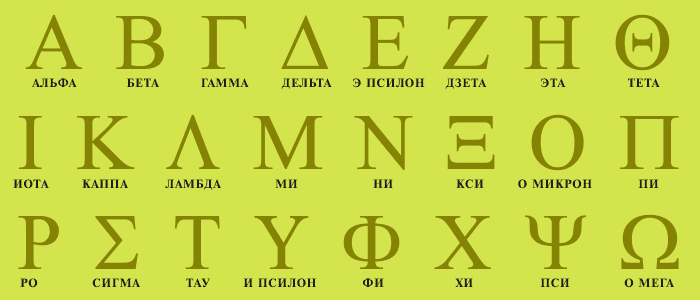 Α Β Γ Δ Ε Ζ Η Θ
АЛЬФА БЕТА ГАММА ДЕЛЬТА Э ПСИЛОН ДЗЕТА ЭТА ТЕТА
Ι Κ Λ Μ Ν Ξ Ο Π
ИОТА КАППА ЛАМБДА МИ НИ КСИ О МИКРОН ПИ
Ρ Σ Τ Υ Φ Χ Ψ Ω
РО СИГМА ТАУ И ПСИЛОН ФИ ХИ ПСИ О МЕГА